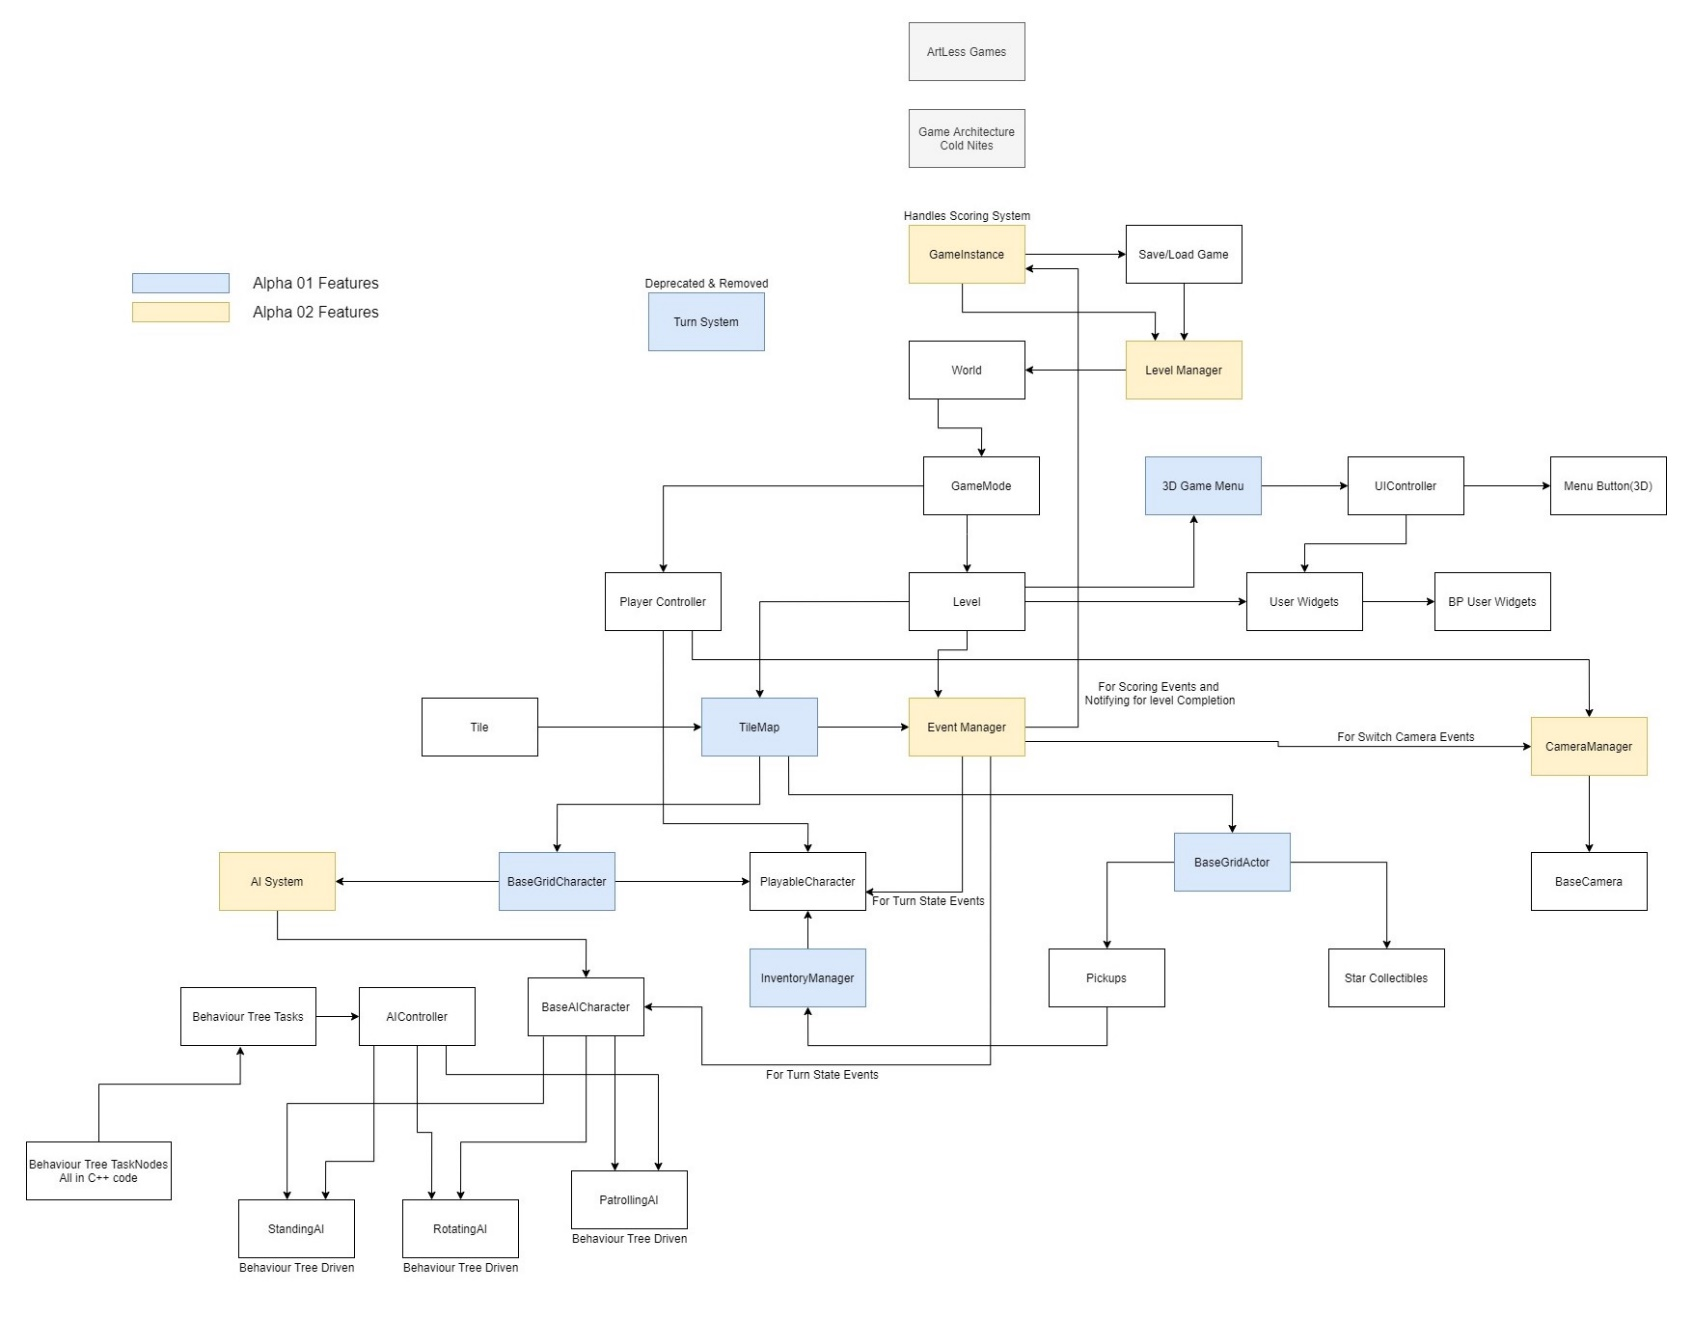 ArtLess Games
Game Architecture
Cold Nites
Handles Scoring System
GameInstance
Save/Load Game
Alpha 01 Features
Alpha 02 Features
Deprecated & Removed
Turn System
World
Level Manager
GameMode
3D Game Menu
UIController
Menu Button(3D)
Player Controller
Level
User Widgets
BP User Widgets
For Scoring Events and
Notifying for level Completion
Tile
TileMap
Event Manager
For Switch Camera Events
CameraManager
AI System
BaseGridCharacter
PlayableCharacter
For Turn State Events
BaseGridActor
BaseCamera
InventoryManager
Pickups
Star Collectibles
Behaviour Tree Tasks
AIController
BaseAICharacter
For Turn State Events
Behaviour Tree TaskNodes
All in C++ code
StandingAI
Behaviour Tree Driven
RotatingAI
Behaviour Tree Driven
PatrollingAI
Behaviour Tree Driven